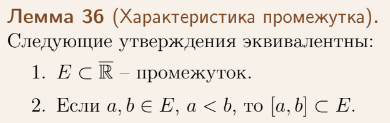 Лемма 36 (Характеристика промежутка).
Следующие утверждения эквивалентны:
1. E ⊂ ℝ̅ – промежуток.
2. Если a, b ∈ E, a < b, то [a, b] ⊂ E.